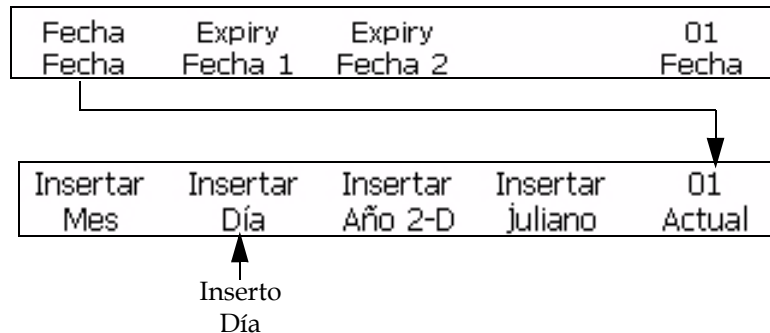 Fecha Expiry Expiry 01
Fecha Fecha 1 Fecha 2 Fecha
Insertar Insertar Insertar Insertar 01
Mes Día Año 2-D juliano Actual
Inserto
Día